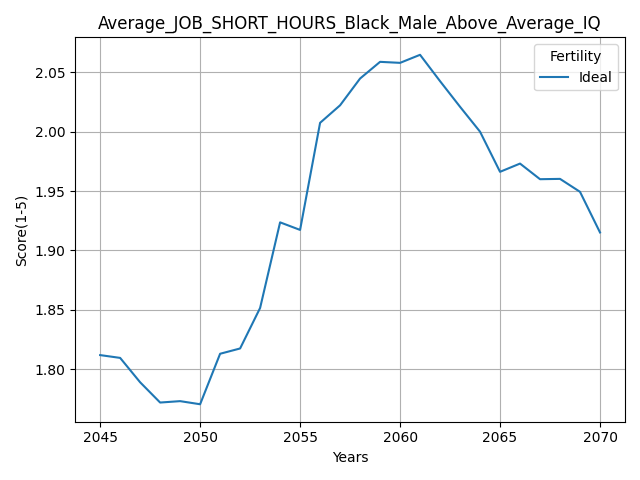 Average_JOB_SHORT_HOURS_Black_Male_Above_Average_IQ
Fertility
Ideal
Score(1-5)
2.05
2.00
1.95
1.90
1.85
1.80
2045 2050 2055 2060 2065 2070
Years